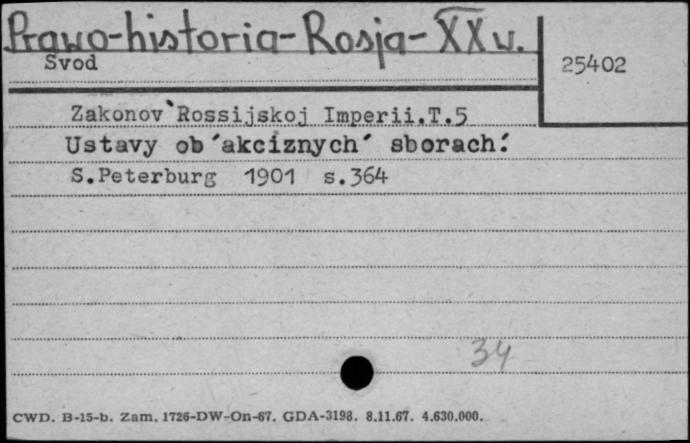 Prawo-historia-Rosja-XX w.
Svod
25402
Zakonov`Rossijskoj Imperii.T.5
Ustavy ob´akciznych´ sborach.´
S.Peterburg 1901 s.364
34
CWD. B-15-b. Zam. 1726-DW-On-67. GDA-3198. 8.11.67. 4.630.000.